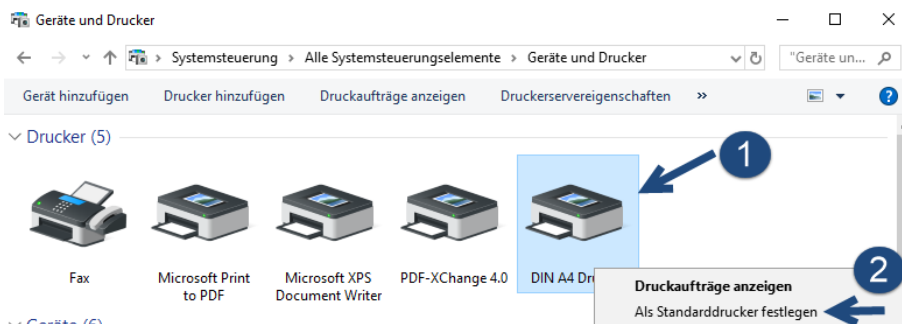 Geräte und Drucker
Systemsteuerung > Alle Systemsteuerungselemente > Geräte und Drucker
"Geräte un...
Gerät hinzufügen Drucker hinzufügen Druckaufträge anzeigen Druckerservereigenschaften » ?
Drucker (5)
1
Fax
Microsoft Print
to PDF
Microsoft XPS
Document Writer
PDF-XChange 4.0
DIN A4
2
Druckaufträge anzeigen
Als Standarddrucker festlegen
Geräte (6)